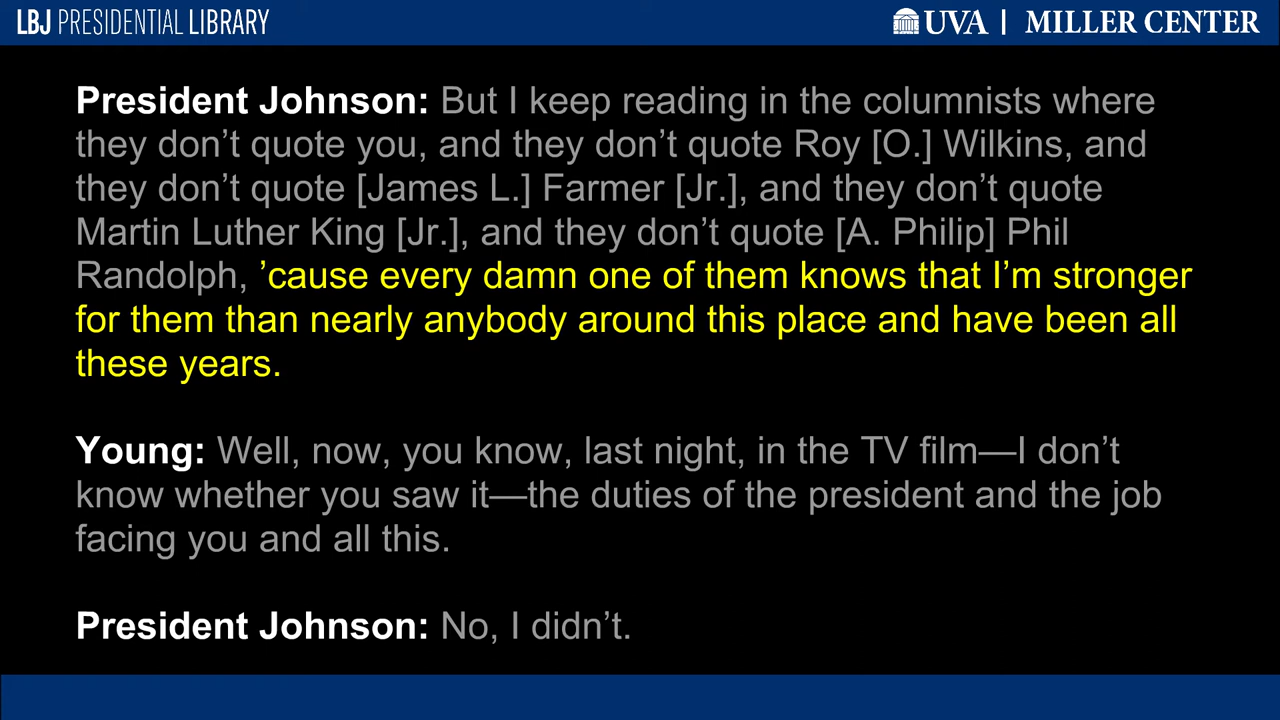 LBJ PRESIDENTIAL LIBRARY
UVA | MILLER CENTER
President Johnson: But I keep reading in the columnists where
they don’t quote you, and they don’t quote Roy [O.] Wilkins, and
they don’t quote [James L.] Farmer [Jr.], and they don’t quote
Martin Luther King [Jr.], and they don’t quote [A. Philip] Phil
Randolph, ’cause every damn one of them knows that I’m stronger
for them than nearly anybody around this place and have been all
these years.
Young: Well, now, you know, last night, in the TV film—I don’t
know whether you saw it—the duties of the president and the job
facing you and all this.
President Johnson: No, I didn’t.